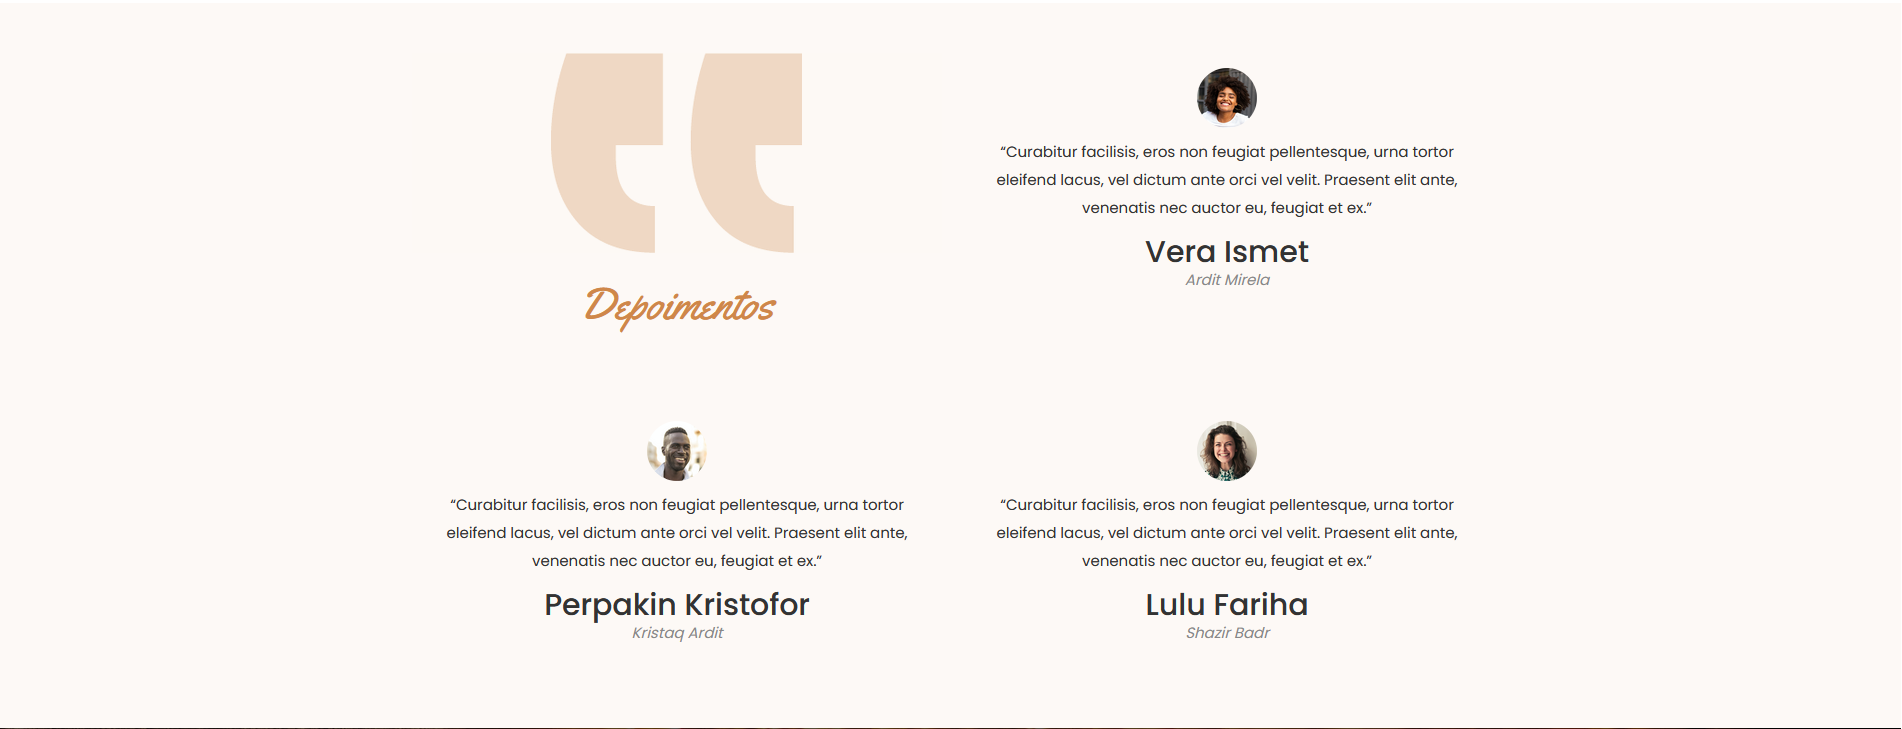 Depoimentos
“Curabitur facilisis, eros non feugiat pellentesque, urna tortor
eleifend lacus, vel dictum ante orci vel velit. Praesent elit ante,
venenatis nec auctor eu, feugiat et ex.”
Vera Ismet
Ardit Mirela
“Curabitur facilisis, eros non feugiat pellentesque, urna tortor
eleifend lacus, vel dictum ante orci vel velit. Praesent elit ante,
venenatis nec auctor eu, feugiat et ex.”
Perpakin Kristofor
Kristaq Ardit
“Curabitur facilisis, eros non feugiat pellentesque, urna tortor
eleifend lacus, vel dictum ante orci vel velit. Praesent elit ante,
venenatis nec auctor eu, feugiat et ex.”
Lulu Fariha
Shazir Badr